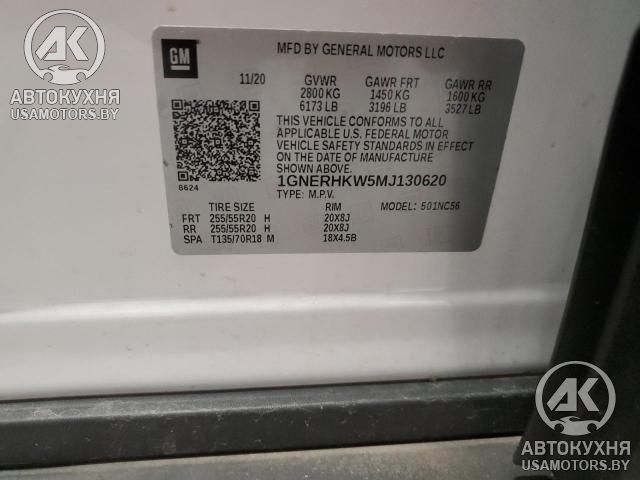 GM
MFD BY GENERAL MOTORS LLC
11/20 GVWR GAWR FRT GAWR RR
2800 KG 1450 KG 1600 KG
6173 LB 3196 LB 3527 LB
THIS VEHICLE CONFORMS TO ALL
APPLICABLE U.S. FEDERAL MOTOR
VEHICLE SAFETY STANDARDS IN EFFECT
ON THE DATE OF MANUFACTURE SHOWN ABOVE.
1GNERHKW5MJ130620
8624
TYPE: M.P.V. MODEL: 501NC56
TIRE SIZE RIM
FRT 255/55R20 H 20X8J
RR 255/55R20 H 20X8J
SPA T135/70R18 M 18X4.5B
АК
АВТОКУХНЯ
USAMOTORS.BY
АК
АВТОКУХНЯ
USAMOTORS.BY